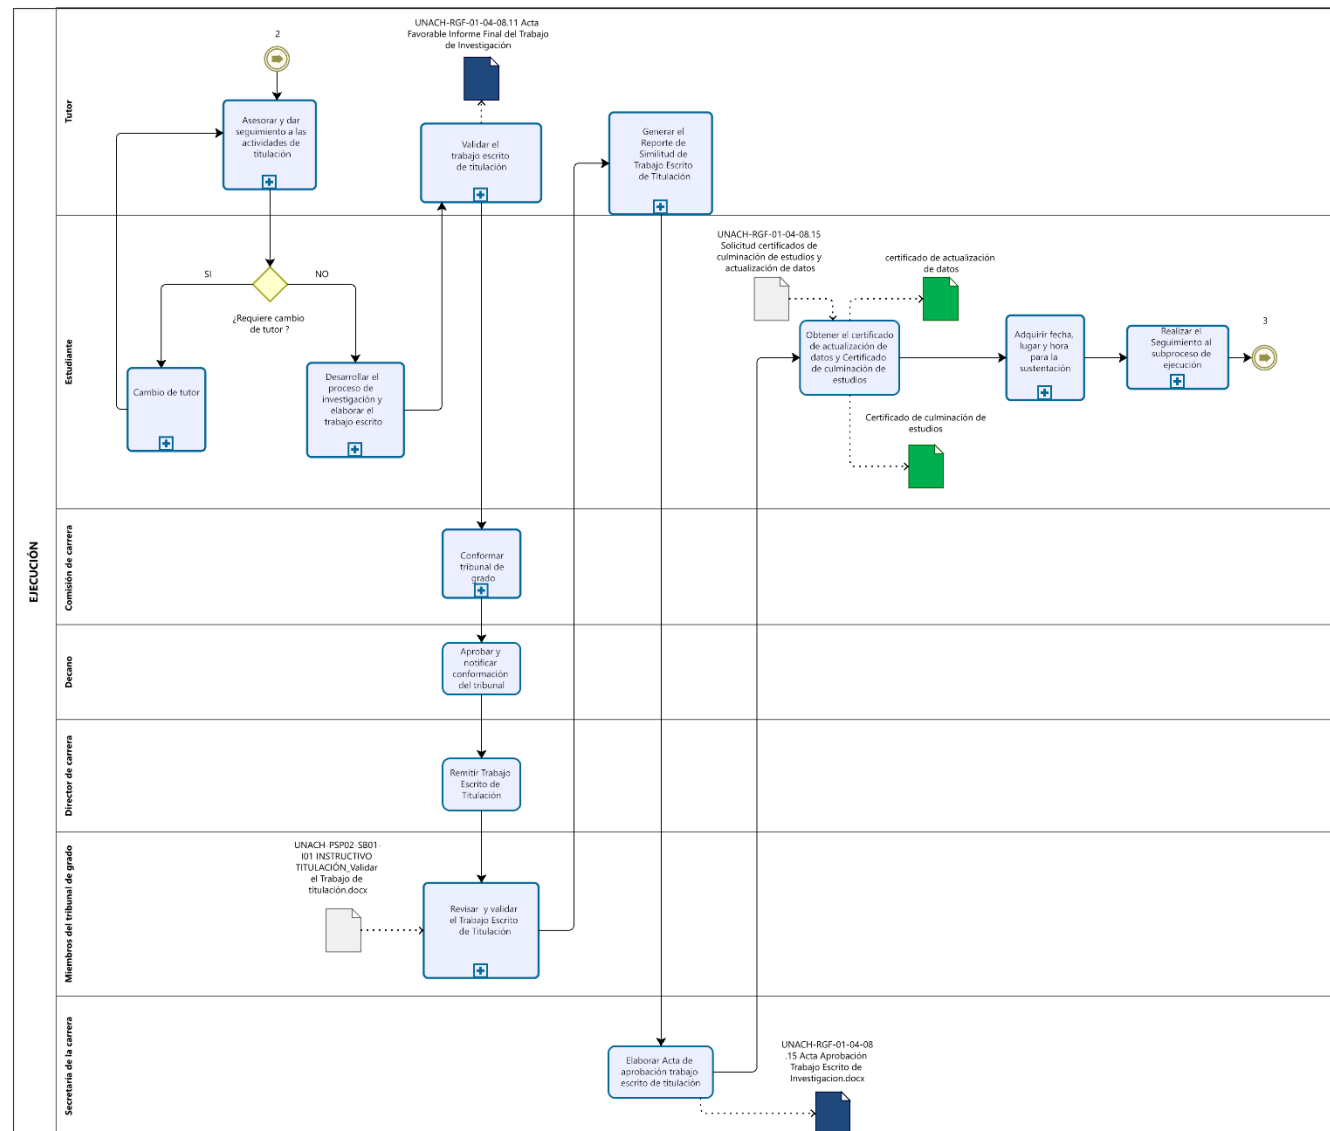 EJECUCIÓN
Tutor
2
Asesorar y dar
seguimiento a las
actividades de
titulación
UNACH-RGF-01-04-08.11 Acta
Favorable Informe Final del Trabajo
de Investigación
Validar el
trabajo escrito
de titulación
Generar el
Reporte de
Similitud de
Trabajo Escrito
de Titulación
Estudiante
SI
NO
¿Requiere cambio
de tutor ?
Cambio de tutor
Desarrollar el
proceso de
investigación y
elaborar el
trabajo escrito
UNACH-RGF-01-04-08.15
Solicitud certificados de
culminación de estudios y
actualización de datos
certificado de actualización
de datos
Obtener el certificado
de actualización de
datos y Certificado
de culminación de
estudios
Certificado de culminación de
estudios
Adquirir fecha,
lugar y hora
para la
sustentación
Realizar el
Seguimiento al
subproceso de
ejecución
3
Comisión de carrera
Conformar
tribunal de
grado
Decano
Aprobar y
notificar
conformación
del tribunal
Director de carrera
Remitir Trabajo
Escrito de
Titulación
Miembros del tribunal de grado
UNACH-PSP02-SB01-
I01 INSTRUCTIVO
TITULACIÓN_Validar
el Trabajo de
titulación.docx
Revisar y validar
el Trabajo Escrito
de Titulación
Secretaria de la carrera
Elaborar Acta de
aprobación trabajo
escrito de titulación
UNACH-RGF-01-04-08
.15 Acta Aprobación
Trabajo Escrito de
Investigacion.docx